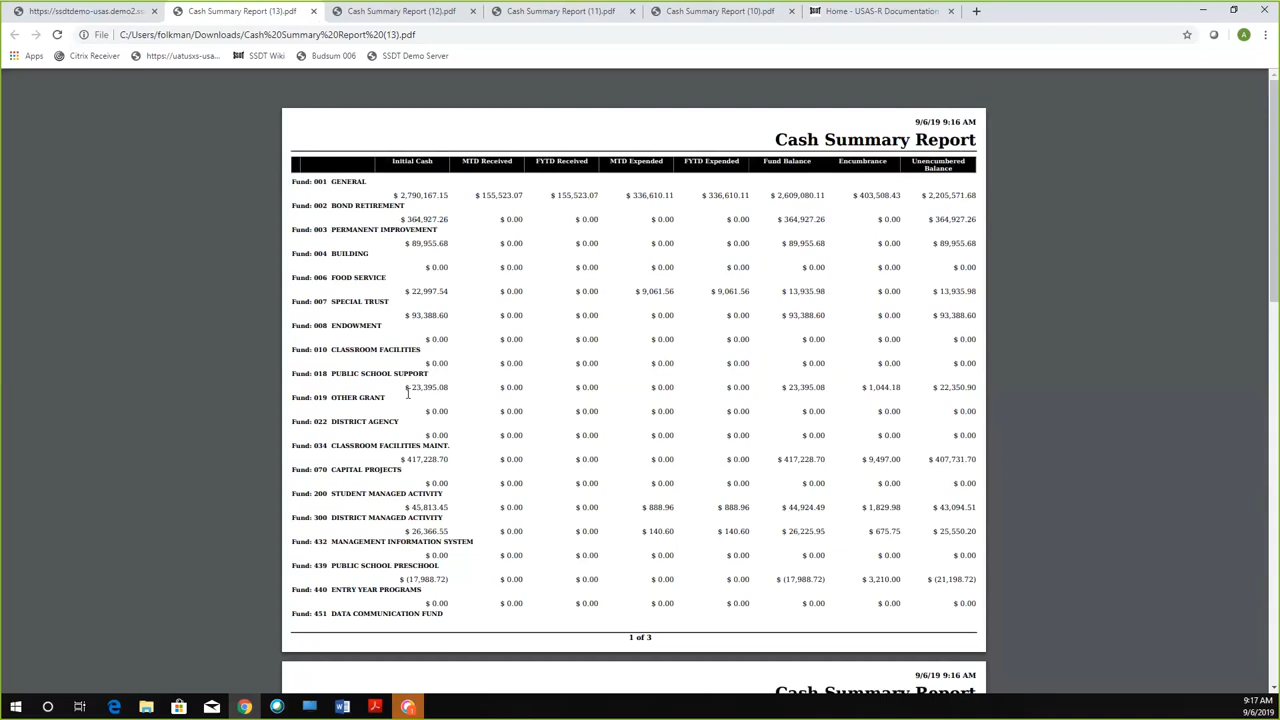 https://ssdtdemo-usas.demo2.ss
Cash Summary Report (13).pdf
Cash Summary Report (12).pdf
Cash Summary Report (11).pdf
Cash Summary Report (10).pdf
Home - USAS-R Documentation
File C:/Users/folkman/Downloads/Cash%20Summary%20Report%20(13).pdf
A
Apps Citrix Receiver https://uatusxs-usa... SSDT Wiki Budsum 006 SSDT Demo Server
9/6/19 9:16 AM
Cash Summary Report
Initial Cash MTD Received FYTD Received MTD Expended FYTD Expended Fund Balance Encumbrance Unencumbered
Balance
Fund: 001 GENERAL
$ 2,790,167.15 $ 155,523.07 $ 155,523.07 $ 336,610.11 $ 336,610.11 $ 2,609,080.11 $ 403,508.43 $ 2,205,571.68
Fund: 002 BOND RETIREMENT
$ 364,927.26 $ 0.00 $ 0.00 $ 0.00 $ 0.00 $ 364,927.26 $ 0.00 $ 364,927.26
Fund: 003 PERMANENT IMPROVEMENT
$ 89,955.68 $ 0.00 $ 0.00 $ 0.00 $ 0.00 $ 89,955.68 $ 0.00 $ 89,955.68
Fund: 004 BUILDING
$ 0.00 $ 0.00 $ 0.00 $ 0.00 $ 0.00 $ 0.00 $ 0.00 $ 0.00
Fund: 006 FOOD SERVICE
$ 22,997.54 $ 0.00 $ 0.00 $ 9,061.56 $ 9,061.56 $ 13,935.98 $ 0.00 $ 13,935.98
Fund: 007 SPECIAL TRUST
$ 93,388.60 $ 0.00 $ 0.00 $ 0.00 $ 0.00 $ 93,388.60 $ 0.00 $ 93,388.60
Fund: 008 ENDOWMENT
$ 0.00 $ 0.00 $ 0.00 $ 0.00 $ 0.00 $ 0.00 $ 0.00 $ 0.00
Fund: 010 CLASSROOM FACILITIES
$ 0.00 $ 0.00 $ 0.00 $ 0.00 $ 0.00 $ 0.00 $ 0.00 $ 0.00
Fund: 018 PUBLIC SCHOOL SUPPORT
$ 23,395.08 $ 0.00 $ 0.00 $ 0.00 $ 0.00 $ 23,395.08 $ 1,044.18 $ 22,350.90
Fund: 019 OTHER GRANT
$ 0.00 $ 0.00 $ 0.00 $ 0.00 $ 0.00 $ 0.00 $ 0.00 $ 0.00
Fund: 022 DISTRICT AGENCY
$ 0.00 $ 0.00 $ 0.00 $ 0.00 $ 0.00 $ 0.00 $ 0.00 $ 0.00
Fund: 034 CLASSROOM FACILITIES MAINT.
$ 417,228.70 $ 0.00 $ 0.00 $ 0.00 $ 0.00 $ 417,228.70 $ 9,497.00 $ 407,731.70
Fund: 070 CAPITAL PROJECTS
$ 0.00 $ 0.00 $ 0.00 $ 0.00 $ 0.00 $ 0.00 $ 0.00 $ 0.00
Fund: 200 STUDENT MANAGED ACTIVITY
$ 45,813.45 $ 0.00 $ 0.00 $ 888.96 $ 888.96 $ 44,924.49 $ 1,829.98 $ 43,094.51
Fund: 300 DISTRICT MANAGED ACTIVITY
$ 26,366.55 $ 0.00 $ 0.00 $ 140.60 $ 140.60 $ 26,225.95 $ 675.75 $ 25,550.20
Fund: 432 MANAGEMENT INFORMATION SYSTEM
$ 0.00 $ 0.00 $ 0.00 $ 0.00 $ 0.00 $ 0.00 $ 0.00 $ 0.00
Fund: 439 PUBLIC SCHOOL PRESCHOOL
$ (17,988.72) $ 0.00 $ 0.00 $ 0.00 $ 0.00 $ (17,988.72) $ 3,210.00 $ (21,198.72)
Fund: 440 ENTRY YEAR PROGRAMS
$ 0.00 $ 0.00 $ 0.00 $ 0.00 $ 0.00 $ 0.00 $ 0.00 $ 0.00
Fund: 451 DATA COMMUNICATION FUND
1 of 3
9/6/19 9:16 AM
Cash Summary Report
9:17 AM
9/6/2019